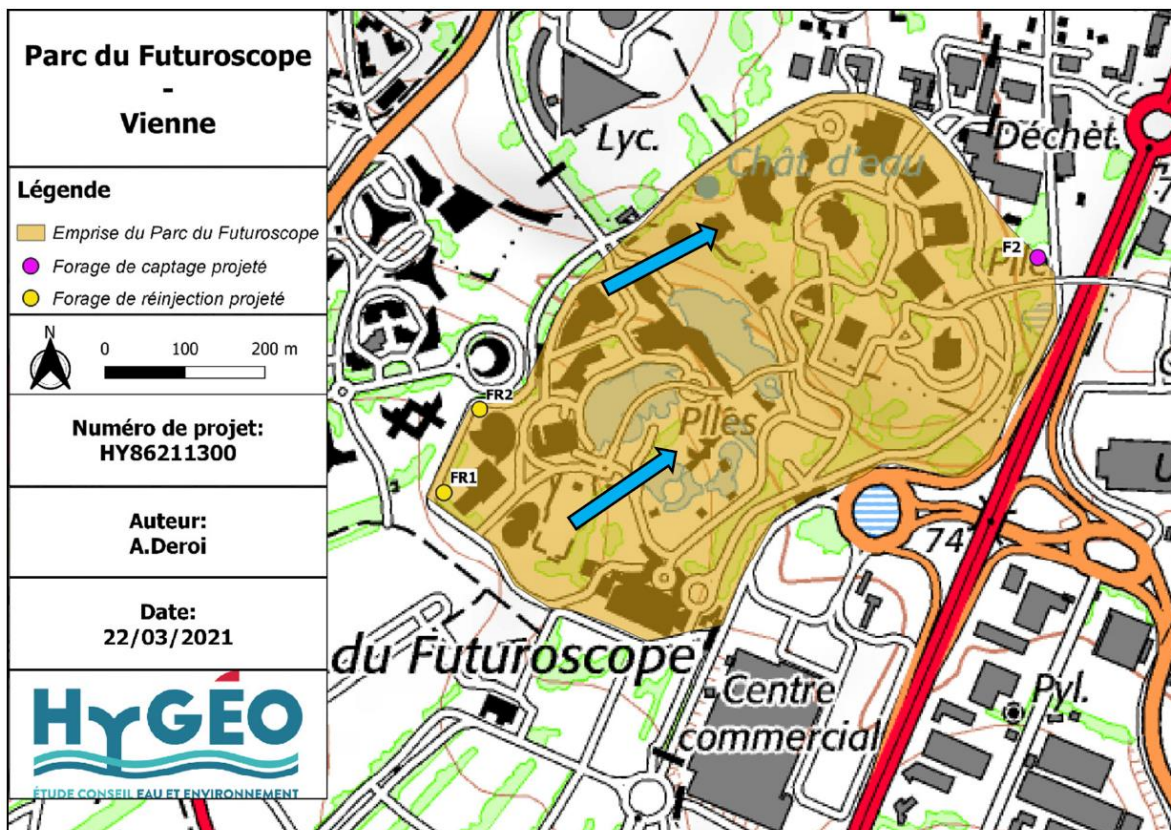 Parc du Futuroscope
-
Vienne
Légende
Emprise du Parc du Futuroscope
Forage de captage projeté
Forage de réinjection projeté
N
0 100 200 m
Numéro de projet:
HY86211300
Auteur:
A.Deroi
Date:
22/03/2021
HYGÉO
ÉTUDE CONSEIL EAU ET ENVIRONNEMENT
Lyc.
Chât. d'eau
Déchèt.
F2
FR2
Plles
FR1
74
du Futuroscope
Centre
commercial
Pyl.